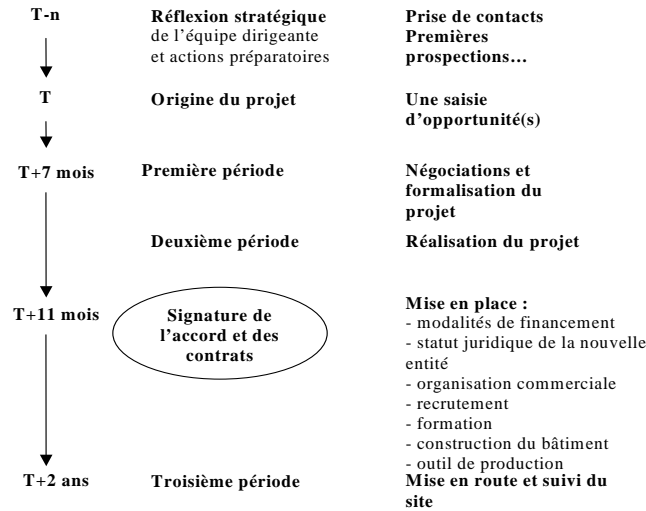 T-n
Réflexion stratégique
de l'équipe dirigeante
et actions préparatoires
Prise de contacts
Premières
prospections…
T
Origine du projet
Une saisie
d'opportunité(s)
T+7 mois
Première période
Négociations et
formalisation du
projet
Deuxième période
Réalisation du projet
T+11 mois
Signature de
l'accord et des
contrats
Mise en place :
- modalités de financement
- statut juridique de la nouvelle
entité
- organisation commerciale
- recrutement
- formation
- construction du bâtiment
- outil de production
T+2 ans
Troisième période
Mise en route et suivi du
site